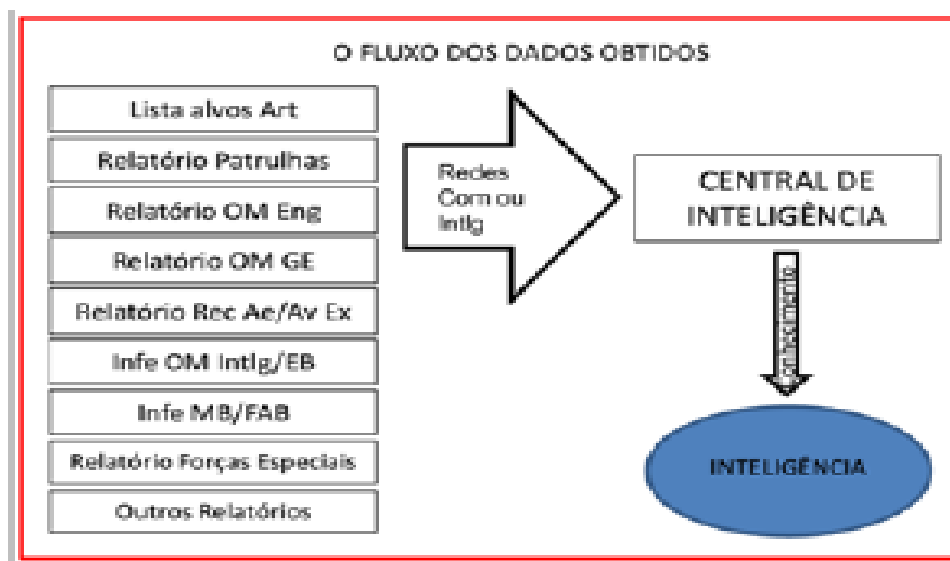 O FLUXO DOS DADOS OBTIDOS
Lista alvos Art
Relatório Patrulhas
Relatório OM Eng
Relatório OM GE
Relatório Rec Ae/Av Ex
Infe OM Intlg/EB
Infe MB/FAB
Relatório Forças Especiais
Outros Relatórios
Redes
Com ou
Intlg
CENTRAL DE
INTELIGÊNCIA
Conhecimento
INTELIGÊNCIA